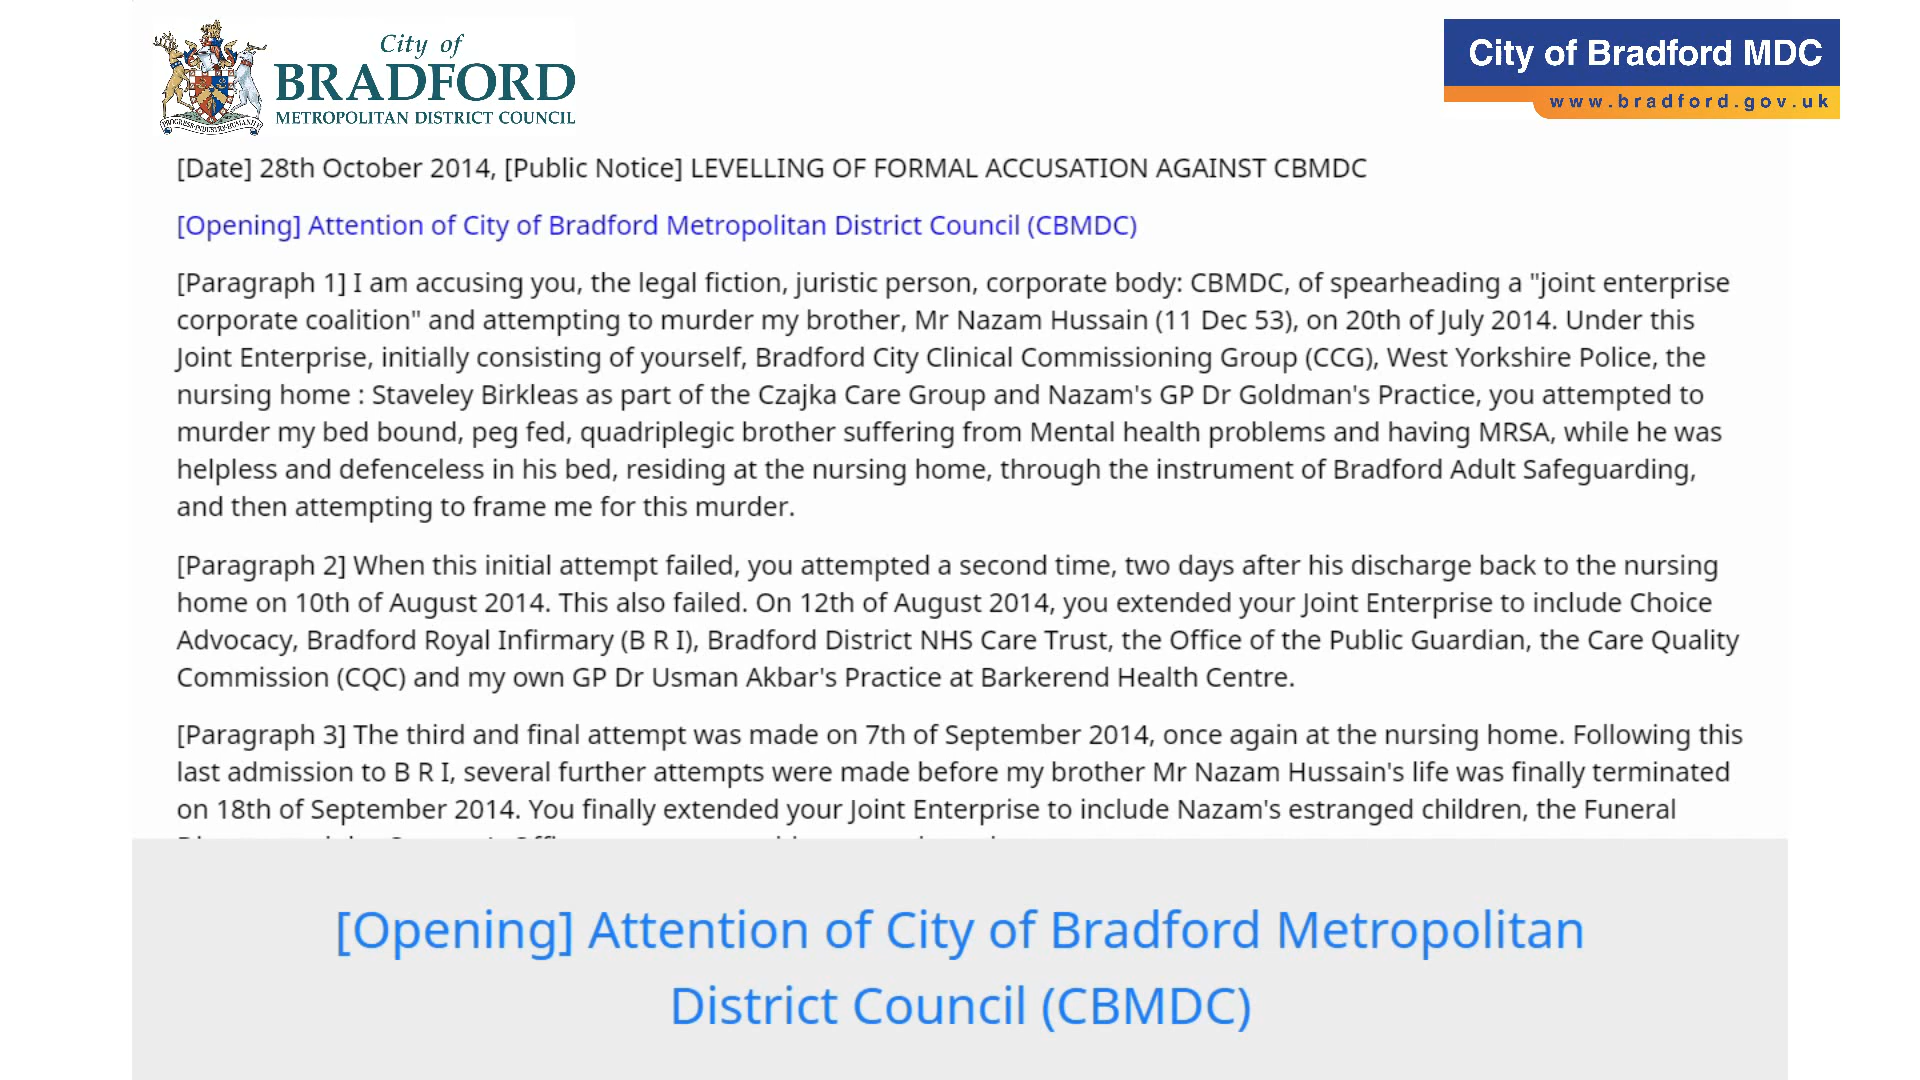 City of
BRADFORD
METROPOLITAN DISTRICT COUNCIL
PROGRESS·INDUSTRY·HUMANITY
City of Bradford MDC
www.bradford.gov.uk
[Date] 28th October 2014, [Public Notice] LEVELLING OF FORMAL ACCUSATION AGAINST CBMDC
[Opening] Attention of City of Bradford Metropolitan District Council (CBMDC)
[Paragraph 1] I am accusing you, the legal fiction, juristic person, corporate body: CBMDC, of spearheading a "joint enterprise
corporate coalition" and attempting to murder my brother, Mr Nazam Hussain (11 Dec 53), on 20th of July 2014. Under this
Joint Enterprise, initially consisting of yourself, Bradford City Clinical Commissioning Group (CCG), West Yorkshire Police, the
nursing home : Staveley Birkleas as part of the Czajka Care Group and Nazam's GP Dr Goldman's Practice, you attempted to
murder my bed bound, peg fed, quadriplegic brother suffering from Mental health problems and having MRSA, while he was
helpless and defenceless in his bed, residing at the nursing home, through the instrument of Bradford Adult Safeguarding,
and then attempting to frame me for this murder.
[Paragraph 2] When this initial attempt failed, you attempted a second time, two days after his discharge back to the nursing
home on 10th of August 2014. This also failed. On 12th of August 2014, you extended your Joint Enterprise to include Choice
Advocacy, Bradford Royal Infirmary (B R I), Bradford District NHS Care Trust, the Office of the Public Guardian, the Care Quality
Commission (CQC) and my own GP Dr Usman Akbar's Practice at Barkerend Health Centre.
[Paragraph 3] The third and final attempt was made on 7th of September 2014, once again at the nursing home. Following this
last admission to B R I, several further attempts were made before my brother Mr Nazam Hussain's life was finally terminated
on 18th of September 2014. You finally extended your Joint Enterprise to include Nazam's estranged children, the Funeral
[Opening] Attention of City of Bradford Metropolitan
District Council (CBMDC)